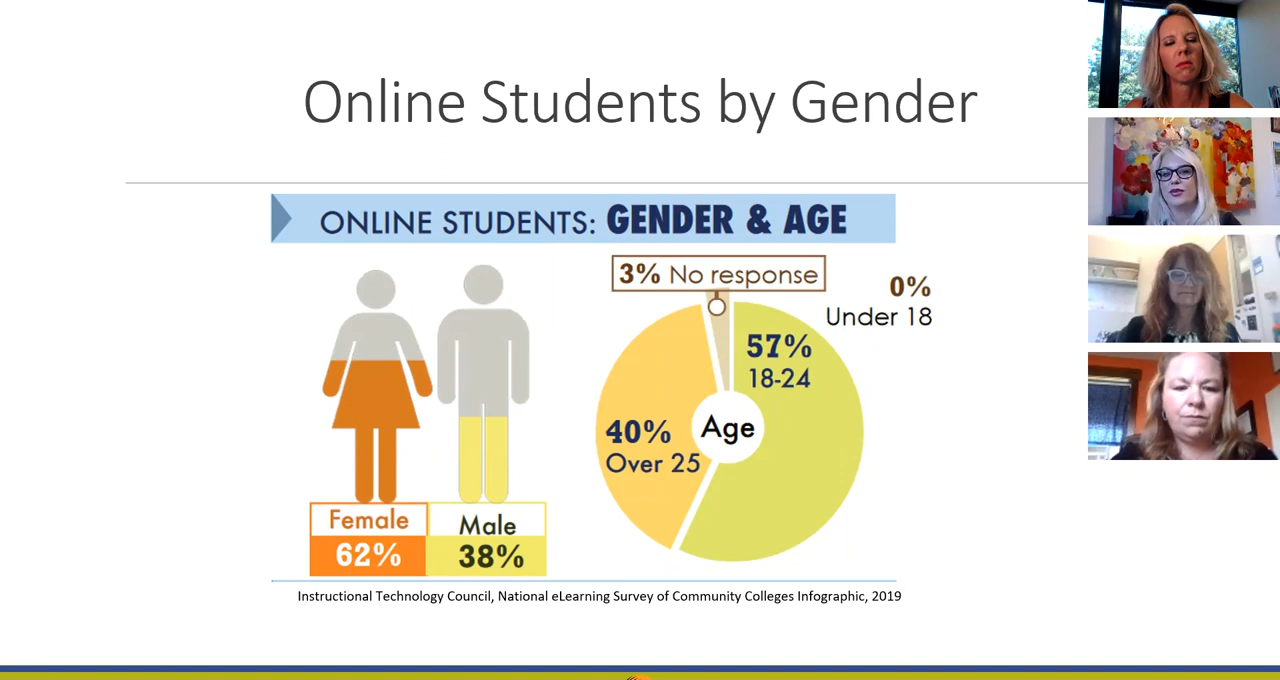 Online Students by Gender
ONLINE STUDENTS: GENDER & AGE
3% No response
0%
Under 18
57%
18-24
Age
40%
Over 25
Female
62%
Male
38%
Instructional Technology Council, National eLearning Survey of Community Colleges Infographic, 2019